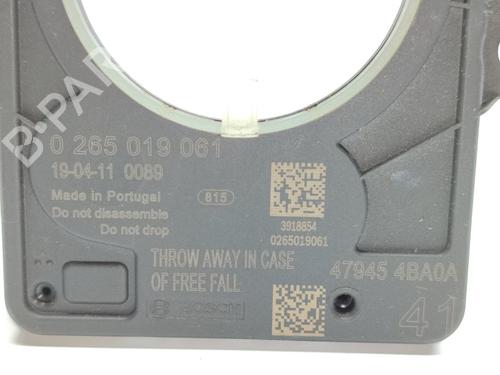 B-PARTS
0 265 019 061
19-04-11 0089
Made in Portugal
815
Do not disassemble
Do not drop
3918854
0265019061
THROW AWAY IN CASE
OF FREE FALL
47945 4BA0A
BOSCH
41